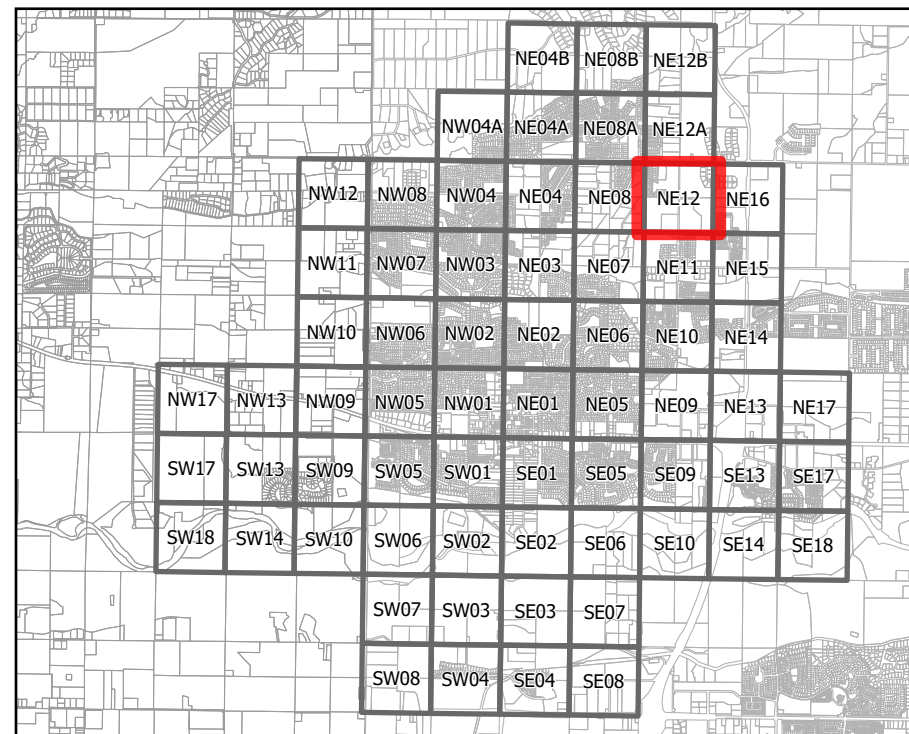 NE04B NE08B NE12B
NW04A NE04A NE08A NE12A
NW12 NW08 NW04 NE04 NE08 NE12 NE16
NW11 NW07 NW03 NE03 NE07 NE11 NE15
NW10 NW06 NW02 NE02 NE06 NE10 NE14
NW17 NW13 NW09 NW05 NW01 NE01 NE05 NE09 NE13 NE17
SW17 SW13 SW09 SW05 SW01 SE01 SE05 SE09 SE13 SE17
SW18 SW14 SW10 SW06 SW02 SE02 SE06 SE10 SE14 SE18
SW07 SW03 SE03 SE07
SW08 SW04 SE04 SE08